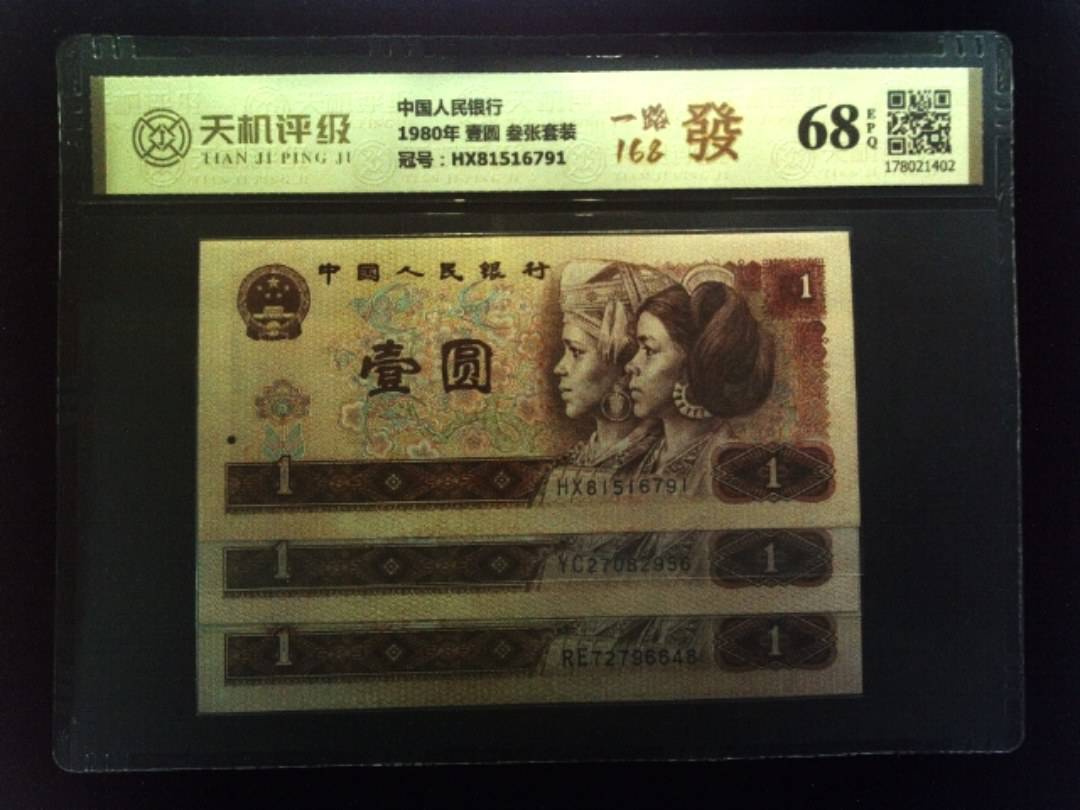 天机评级
TIAN JI PING JI
中国人民银行
1980年 壹圆 叁张套装
冠号：HX81516791
一路
168
發
68
EPQ
178021402
中国人民银行
1
壹圆
1
HX81516791
1
1
YC27082956
1
1
RE72796648
1